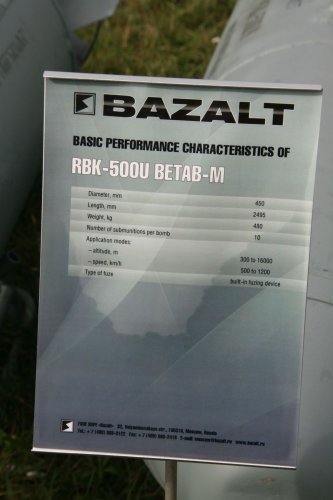 BAZALT
BASIC PERFORMANCE CHARACTERISTICS OF
RBK-500U BETAB-M
Diameter, mm 450
Length, mm 2495
Weight, kg 480
Number of submunitions per bomb 10
Application modes:
– altitude, m 300 to 16000
– speed, km/h 500 to 1200
Type of fuze built-in fuzing device
Moscow, Russia